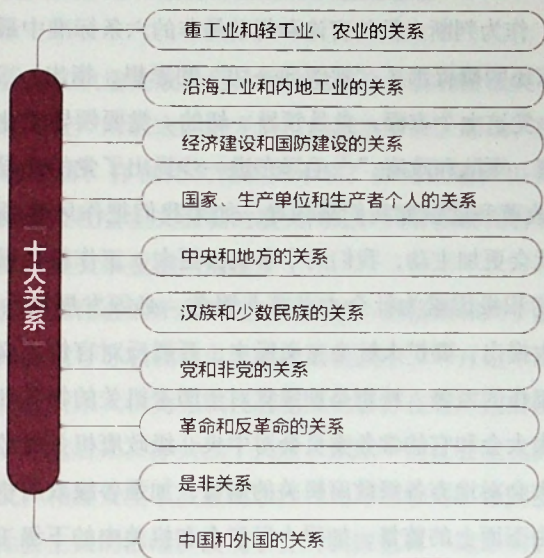 『十大关系』
重工业和轻工业、农业的关系
沿海工业和内地工业的关系
经济建设和国防建设的关系
国家、生产单位和生产者个人的关系
中央和地方的关系
汉族和少数民族的关系
党和非党的关系
革命和反革命的关系
是非关系
中国和外国的关系